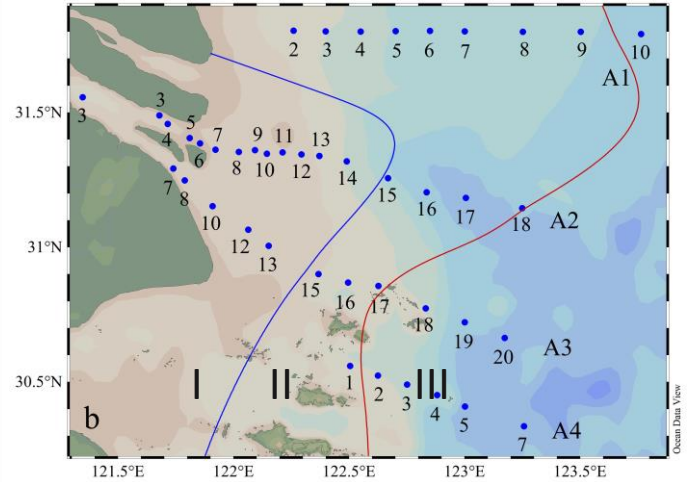 2 3 4 5 6 7 8 9 10
A1
31.5°N
3 3 4 5 6 7 8 9 10 11 12 13 14 15 16 17 18
A2
7 8 10 12 13 15 16 17 18 19 20
A3
31°N
30.5°N
I II III
1 2 3 4 5 7
A4
b
121.5°E 122°E 122.5°E 123°E 123.5°E
Ocean Data View